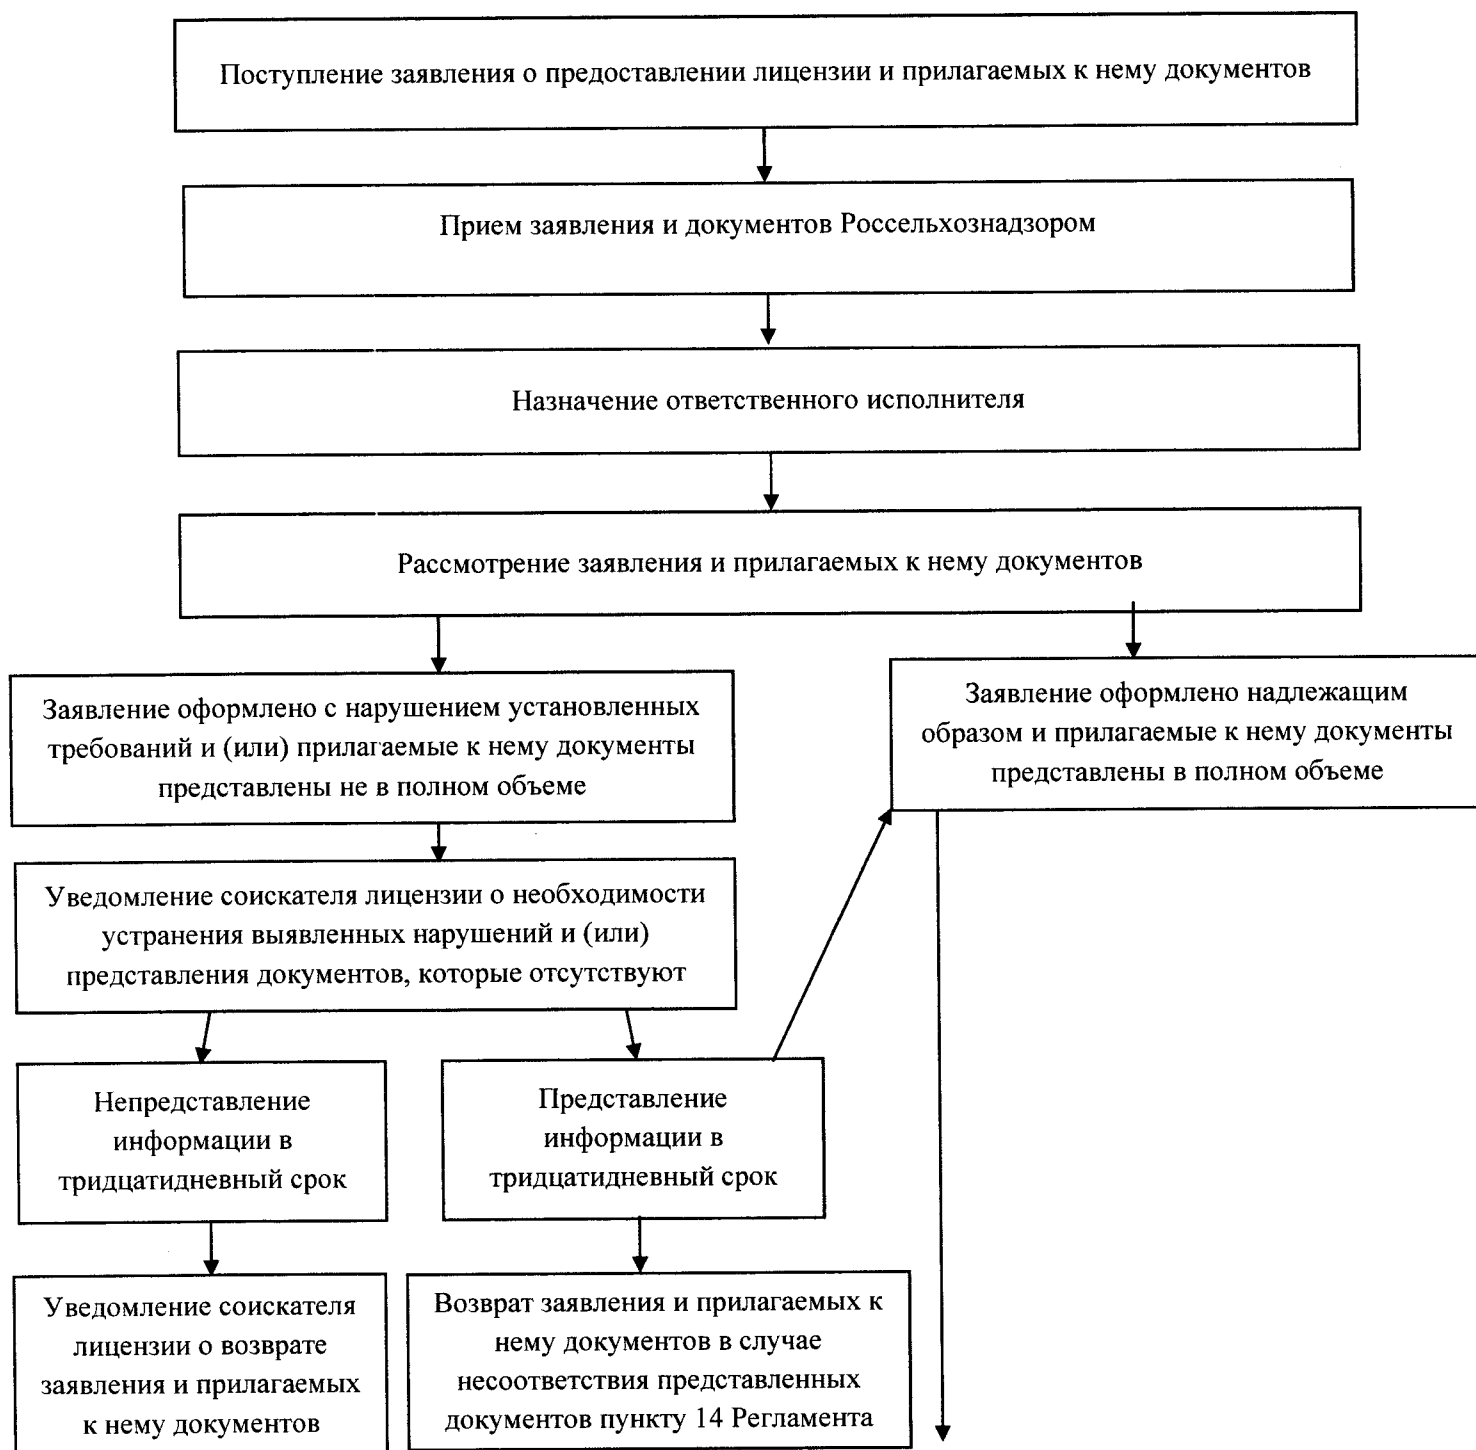 Поступление заявления о предоставлении лицензии и прилагаемых к нему документов
Прием заявления и документов Россельхознадзором
Назначение ответственного исполнителя
Рассмотрение заявления и прилагаемых к нему документов
Заявление оформлено с нарушением установленных
требований и (или) прилагаемые к нему документы
представлены не в полном объеме
Заявление оформлено надлежащим
образом и прилагаемые к нему документы
представлены в полном объеме
Уведомление соискателя лицензии о необходимости
устранения выявленных нарушений и (или)
представления документов, которые отсутствуют
Непредставление
информации в
тридцатидневный срок
Представление
информации в
тридцатидневный срок
Уведомление соискателя
лицензии о возврате
заявления и прилагаемых
к нему документов
Возврат заявления и прилагаемых к
нему документов в случае
несоответствия представленных
документов пункту 14 Регламента